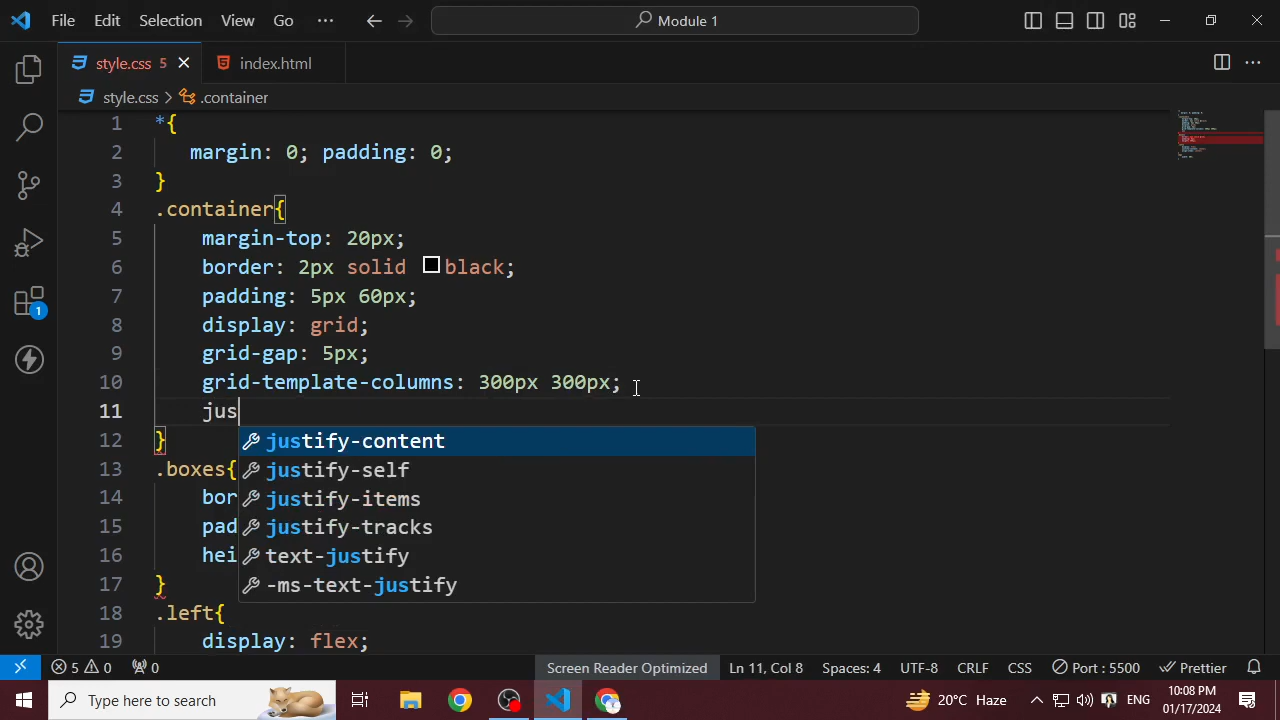 File Edit Selection View Go ··· Module 1
style.css 5 index.html
style.css > .container
1 *{
2 margin: 0; padding: 0;
3 }
4 .container{
5 margin-top: 20px;
6 border: 2px solid black;
7 padding: 5px 60px;
8 display: grid;
9 grid-gap: 5px;
10 grid-template-columns: 300px 300px;
11 jus
12 }
justify-content
13 .boxes{
justify-self
14 bor
justify-items
15 pad
justify-tracks
16 hei
text-justify
17 }
-ms-text-justify
18 .left{
19 display: flex;
1
5 0 0 Screen Reader Optimized Ln 11, Col 8 Spaces: 4 UTF-8 CRLF CSS Port : 5500 Prettier
Type here to search 20°C Haze ENG 10:08 PM
01/17/2024